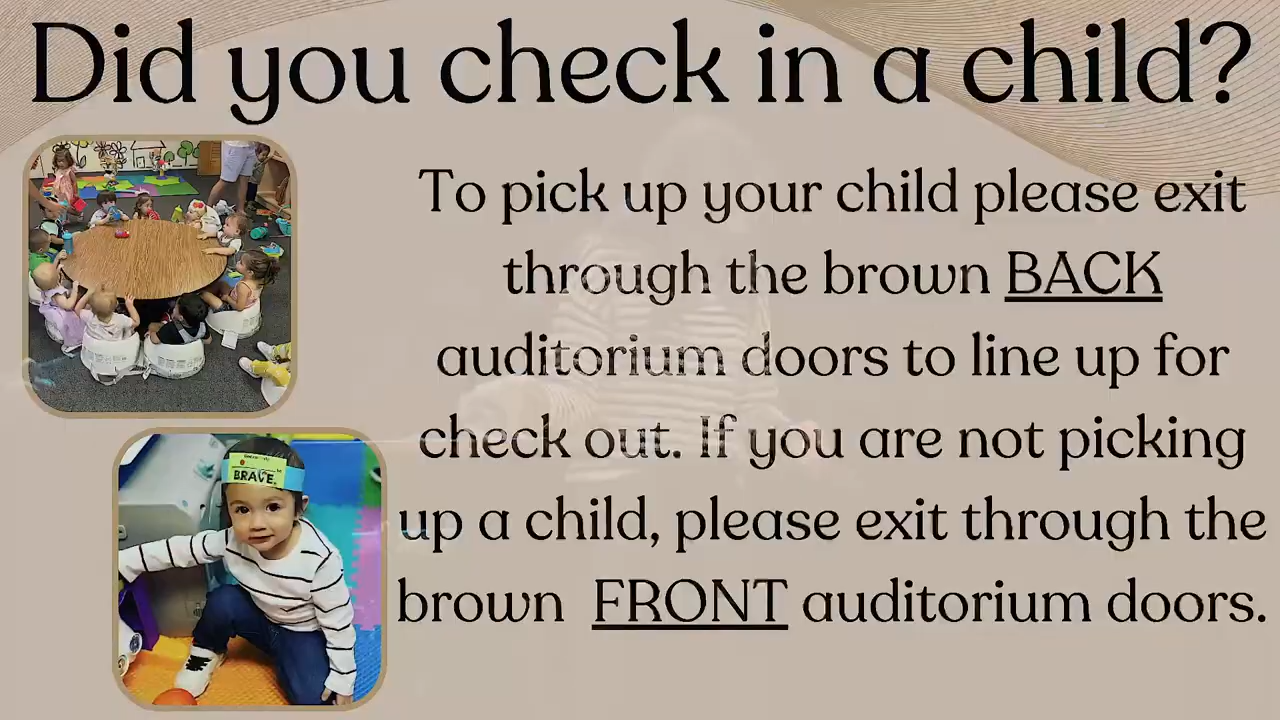 Did you check in a child?
To pick up your child please exit
through the brown BACK
auditorium doors to line up for
check out. If you are not picking
up a child, please exit through the
brown FRONT auditorium doors.
BRAVE.